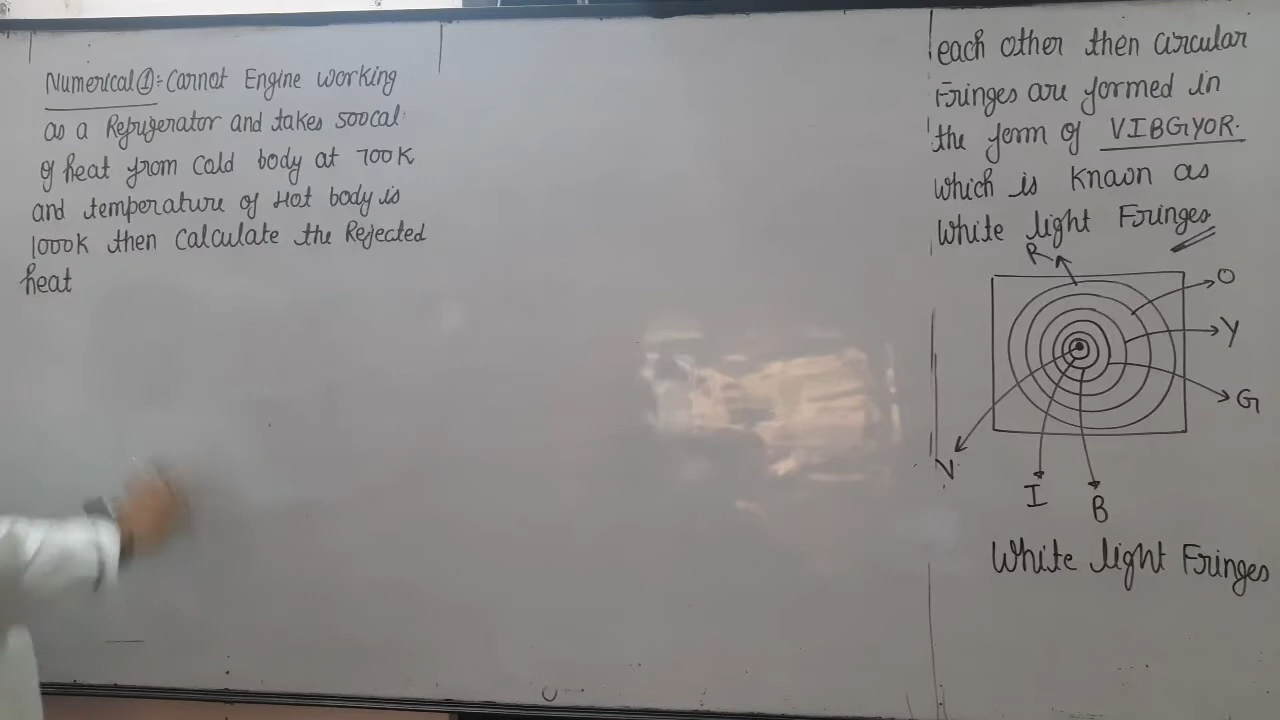 Numerical ① :- Carnot Engine working
as a Refrigerator and takes 500 cal.
of heat from Cold body at 700K
and temperature of Hot body is
1000K then Calculate the Rejected
heat
each other then circular
Fringes are formed in
the form of VIBGYOR.
which is known as
White light Fringes
R
O
Y
G
V
I
B
White light Fringes